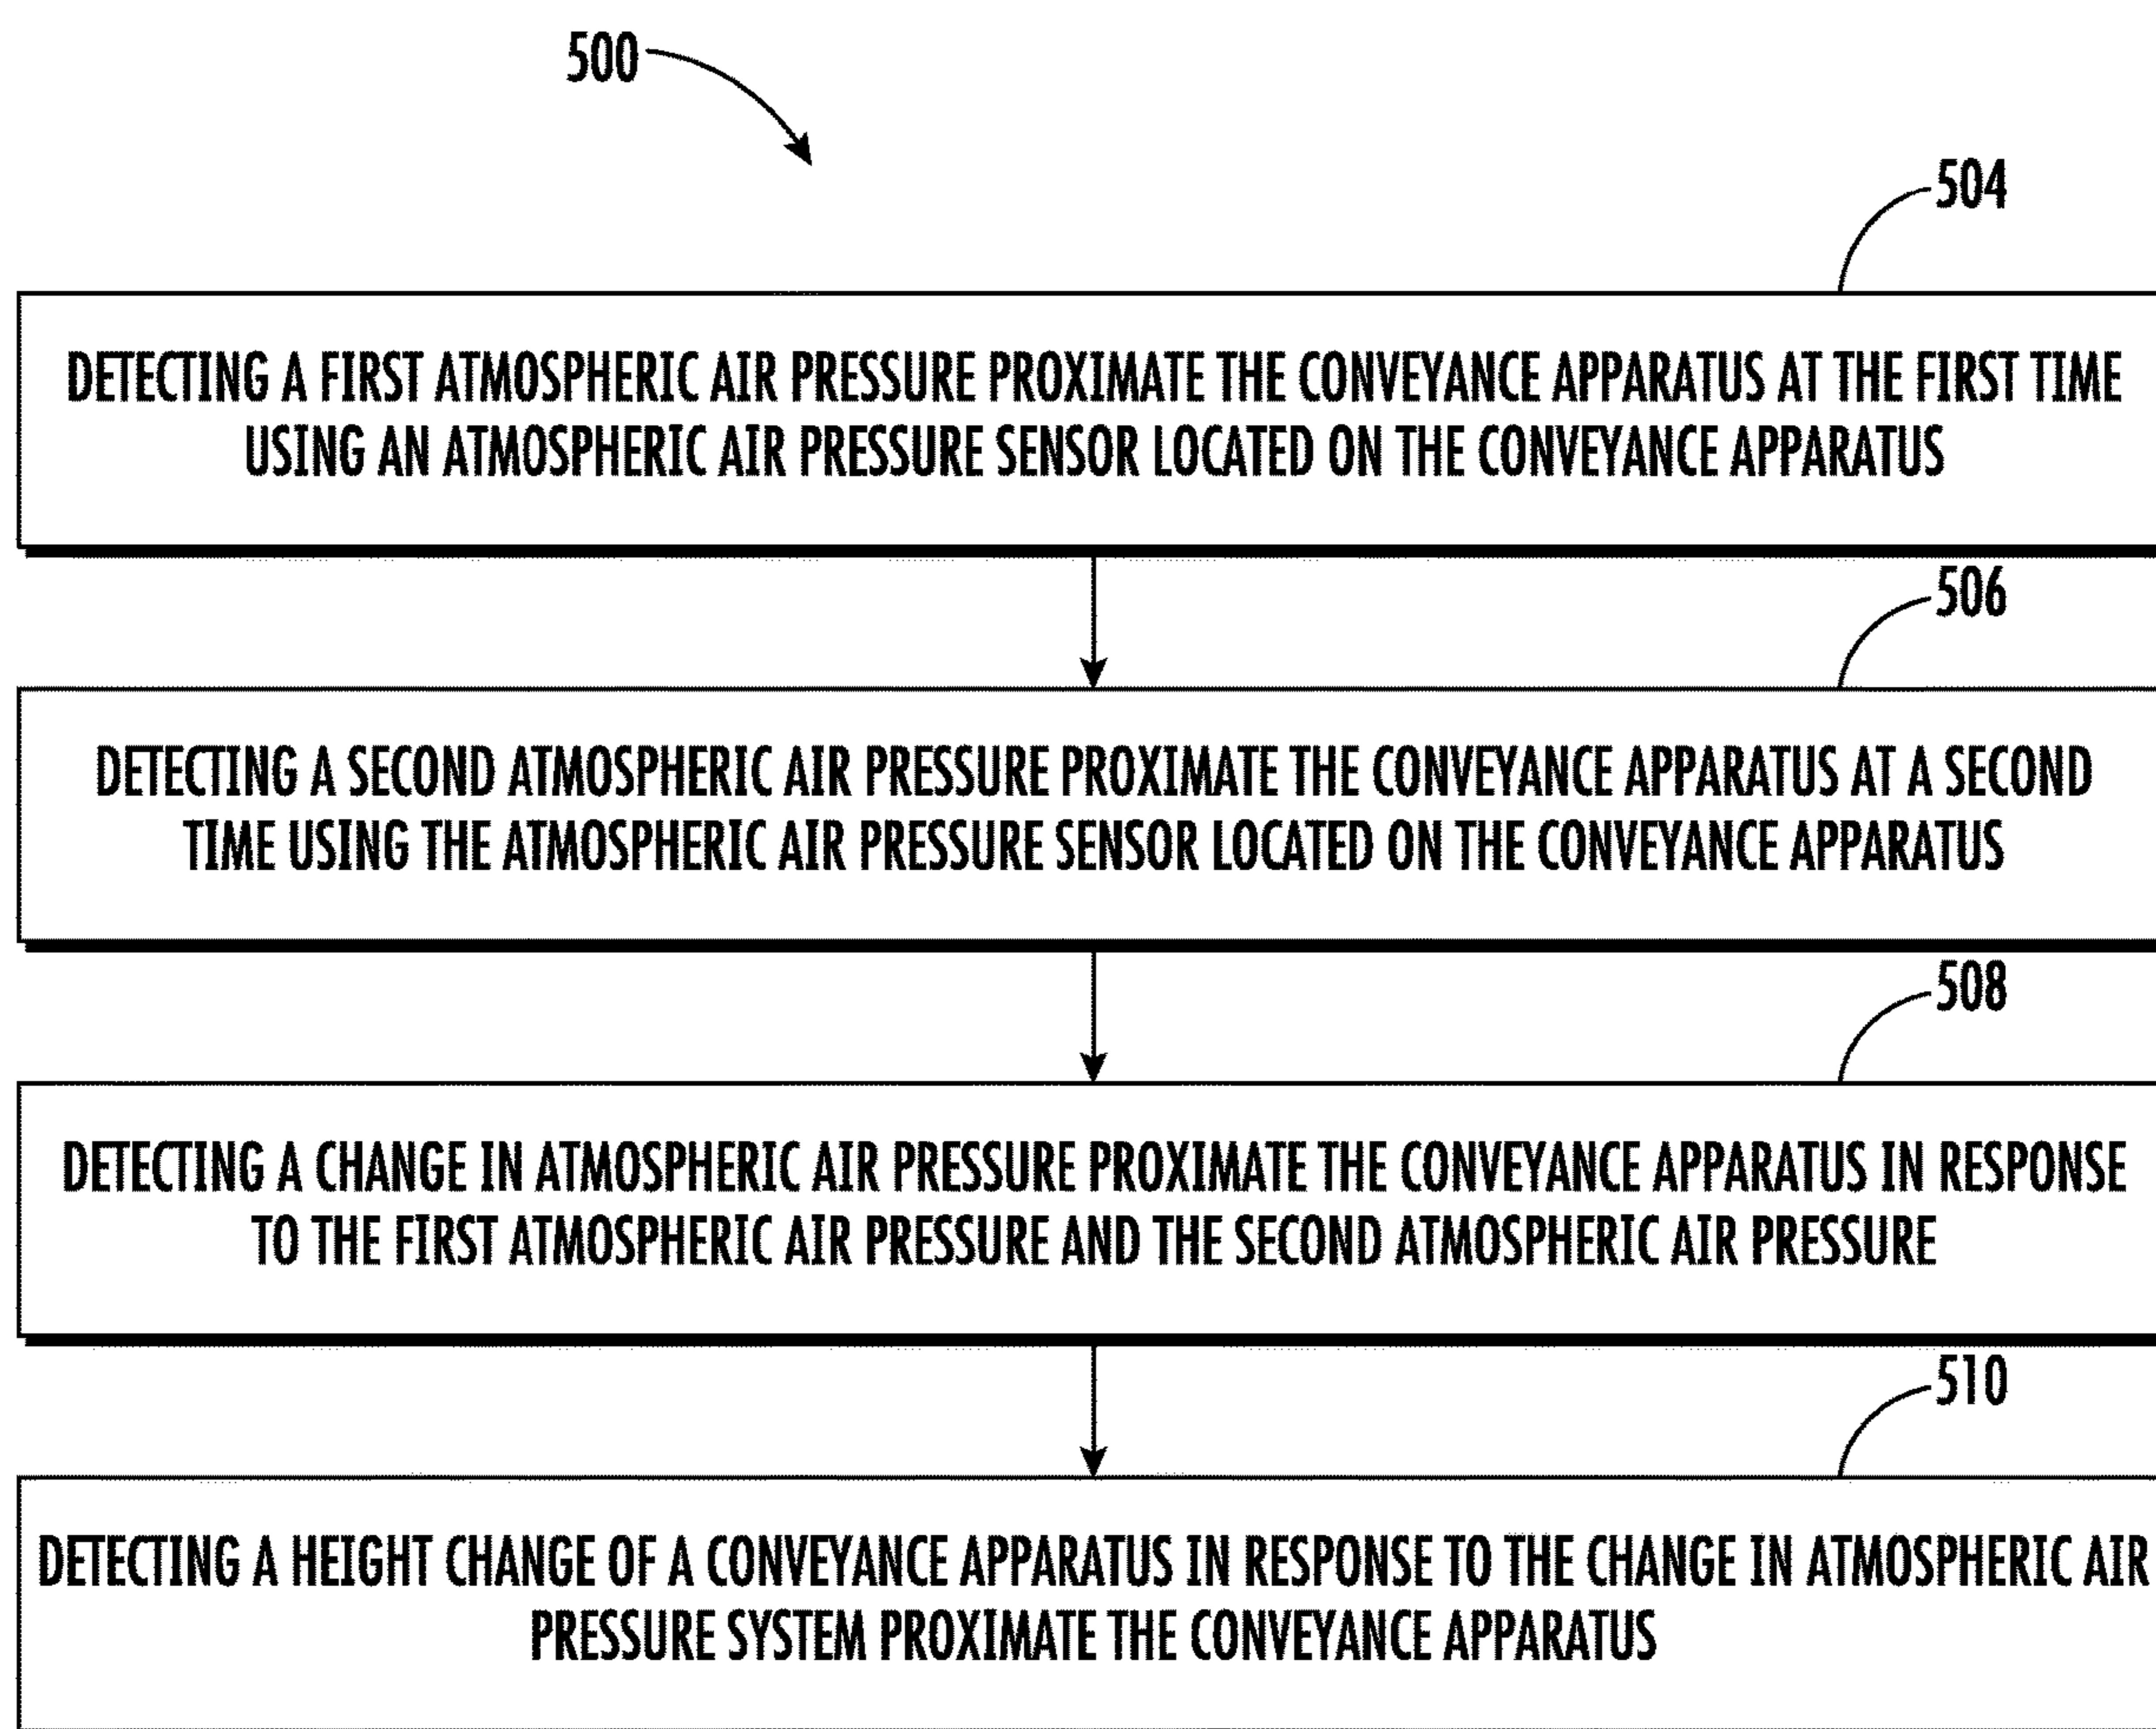 500
504
DETECTING A FIRST ATMOSPHERIC AIR PRESSURE PROXIMATE THE CONVEYANCE APPARATUS AT THE FIRST TIME
USING AN ATMOSPHERIC AIR PRESSURE SENSOR LOCATED ON THE CONVEYANCE APPARATUS
506
DETECTING A SECOND ATMOSPHERIC AIR PRESSURE PROXIMATE THE CONVEYANCE APPARATUS AT A SECOND
TIME USING THE ATMOSPHERIC AIR PRESSURE SENSOR LOCATED ON THE CONVEYANCE APPARATUS
508
DETECTING A CHANGE IN ATMOSPHERIC AIR PRESSURE PROXIMATE THE CONVEYANCE APPARATUS IN RESPONSE
TO THE FIRST ATMOSPHERIC AIR PRESSURE AND THE SECOND ATMOSPHERIC AIR PRESSURE
510
DETECTING A HEIGHT CHANGE OF A CONVEYANCE APPARATUS IN RESPONSE TO THE CHANGE IN ATMOSPHERIC AIR
PRESSURE SYSTEM PROXIMATE THE CONVEYANCE APPARATUS